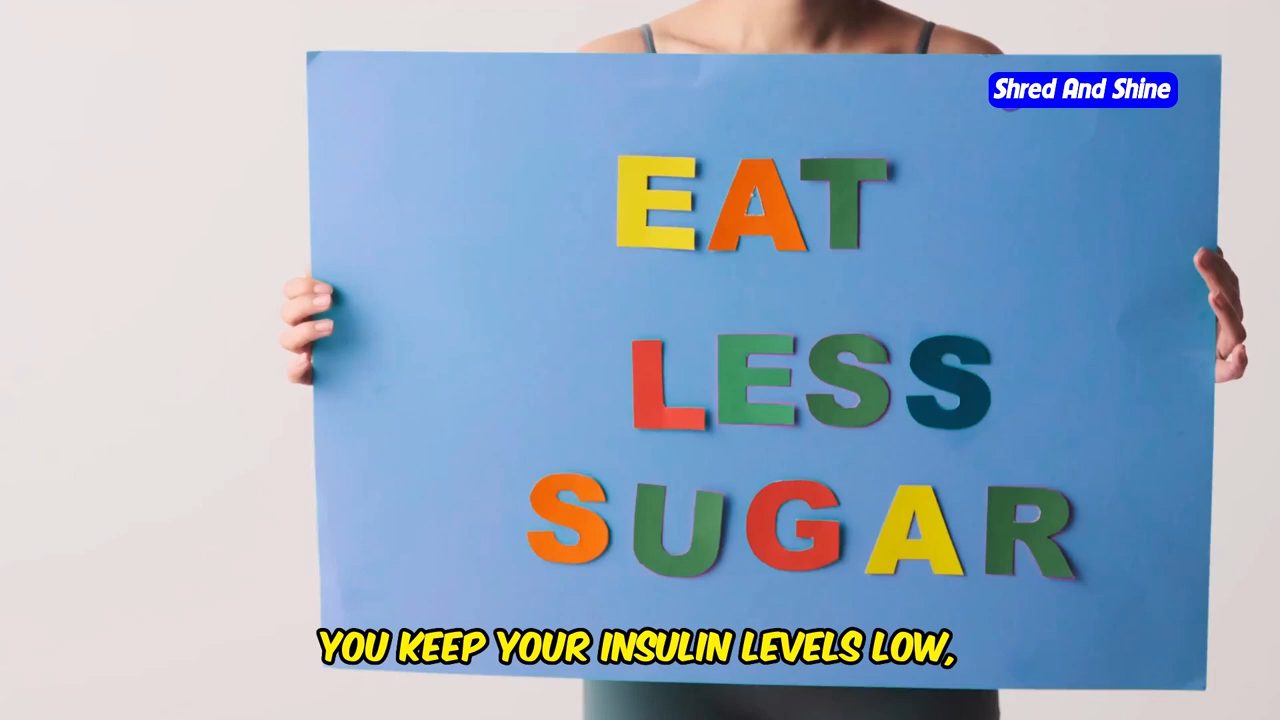 Shred And Shine
EAT
LESS
SUGAR
YOU KEEP YOUR INSULIN LEVELS LOW,